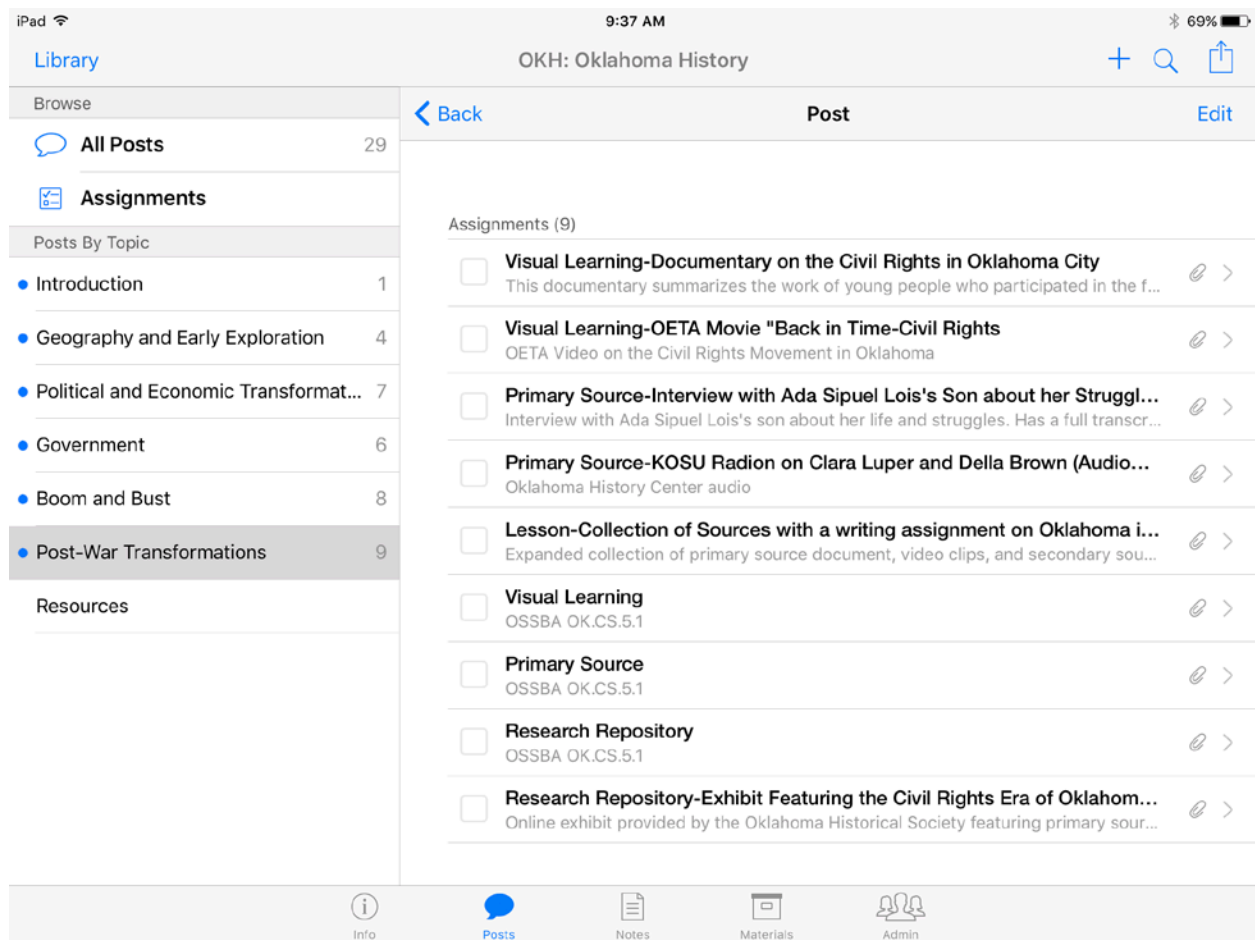 iPad 9:37 AM 69%
Library OKH: Oklahoma History
Browse
All Posts 29
Assignments
Posts By Topic
Introduction 1
Geography and Early Exploration 4
Political and Economic Transformat... 7
Government 6
Boom and Bust 8
Post-War Transformations 9
Resources
Back Post Edit
Assignments (9)
Visual Learning-Documentary on the Civil Rights in Oklahoma City
This documentary summarizes the work of young people who participated in the f...
Visual Learning-OETA Movie "Back in Time-Civil Rights
OETA Video on the Civil Rights Movement in Oklahoma
Primary Source-Interview with Ada Sipuel Lois's Son about her Struggl...
Interview with Ada Sipuel Lois's son about her life and struggles. Has a full transcr...
Primary Source-KOSU Radion on Clara Luper and Della Brown (Audio...
Oklahoma History Center audio
Lesson-Collection of Sources with a writing assignment on Oklahoma i...
Expanded collection of primary source document, video clips, and secondary sou...
Visual Learning
OSSBA OK.CS.5.1
Primary Source
OSSBA OK.CS.5.1
Research Repository
OSSBA OK.CS.5.1
Research Repository-Exhibit Featuring the Civil Rights Era of Oklahom...
Online exhibit provided by the Oklahoma Historical Society featuring primary sour...
Info Posts Notes Materials Admin